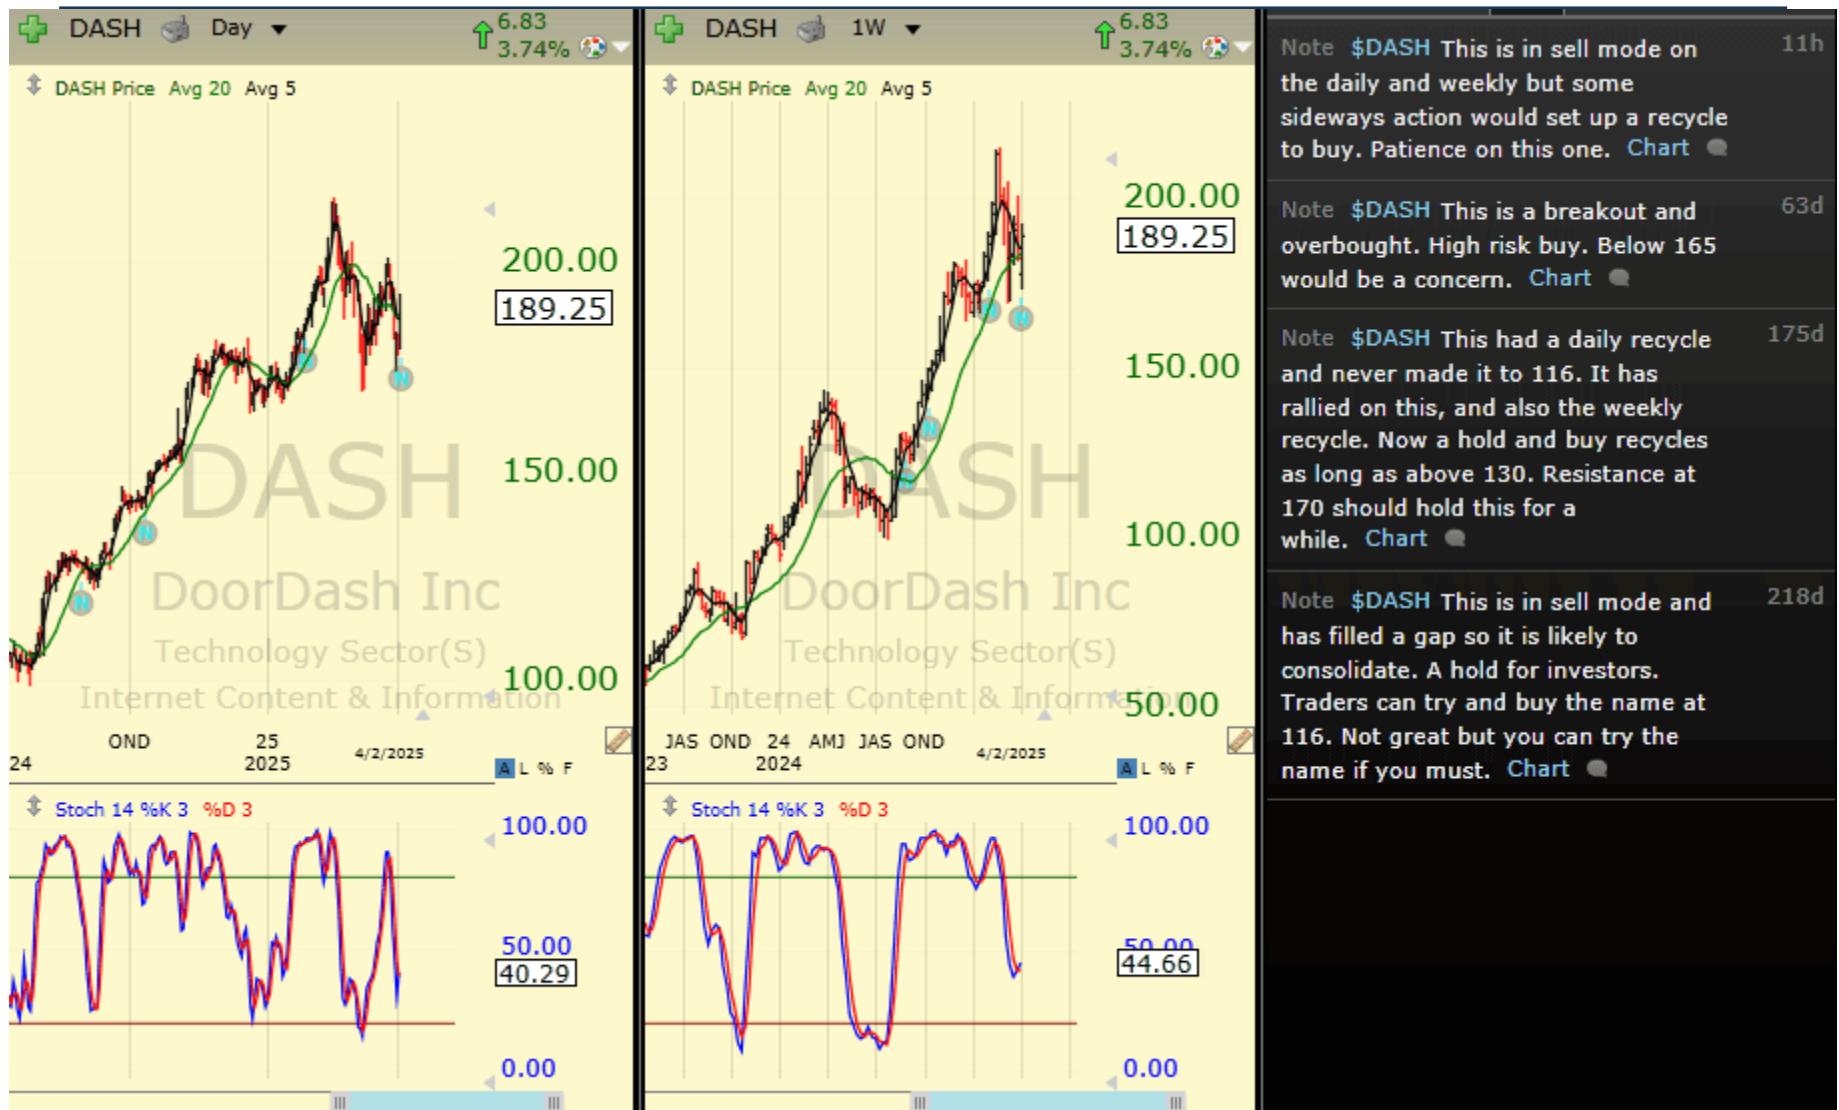 DASH Day 6.83
3.74%
DASH Price Avg 20 Avg 5
200.00
189.25
150.00
100.00
DASH
DoorDash Inc
Technology Sector(S)
Internet Content & Information
N
N
N
N
OND 25
24 2025 4/2/2025
A L % F
Stoch 14 %K 3 %D 3
100.00
50.00
40.29
0.00
DASH 1W 6.83
3.74%
DASH Price Avg 20 Avg 5
200.00
189.25
150.00
100.00
50.00
DASH
DoorDash Inc
Technology Sector(S)
Internet Content & Information
N
N
N
N
JAS OND 24 AMJ JAS OND
23 2024 4/2/2025
A L % F
Stoch 14 %K 3 %D 3
100.00
50.00
44.66
0.00
Note $DASH This is in sell mode on 11h
the daily and weekly but some
sideways action would set up a recycle
to buy. Patience on this one. Chart
Note $DASH This is a breakout and 63d
overbought. High risk buy. Below 165
would be a concern. Chart
Note $DASH This had a daily recycle 175d
and never made it to 116. It has
rallied on this, and also the weekly
recycle. Now a hold and buy recycles
as long as above 130. Resistance at
170 should hold this for a
while. Chart
Note $DASH This is in sell mode and 218d
has filled a gap so it is likely to
consolidate. A hold for investors.
Traders can try and buy the name at
116. Not great but you can try the
name if you must. Chart